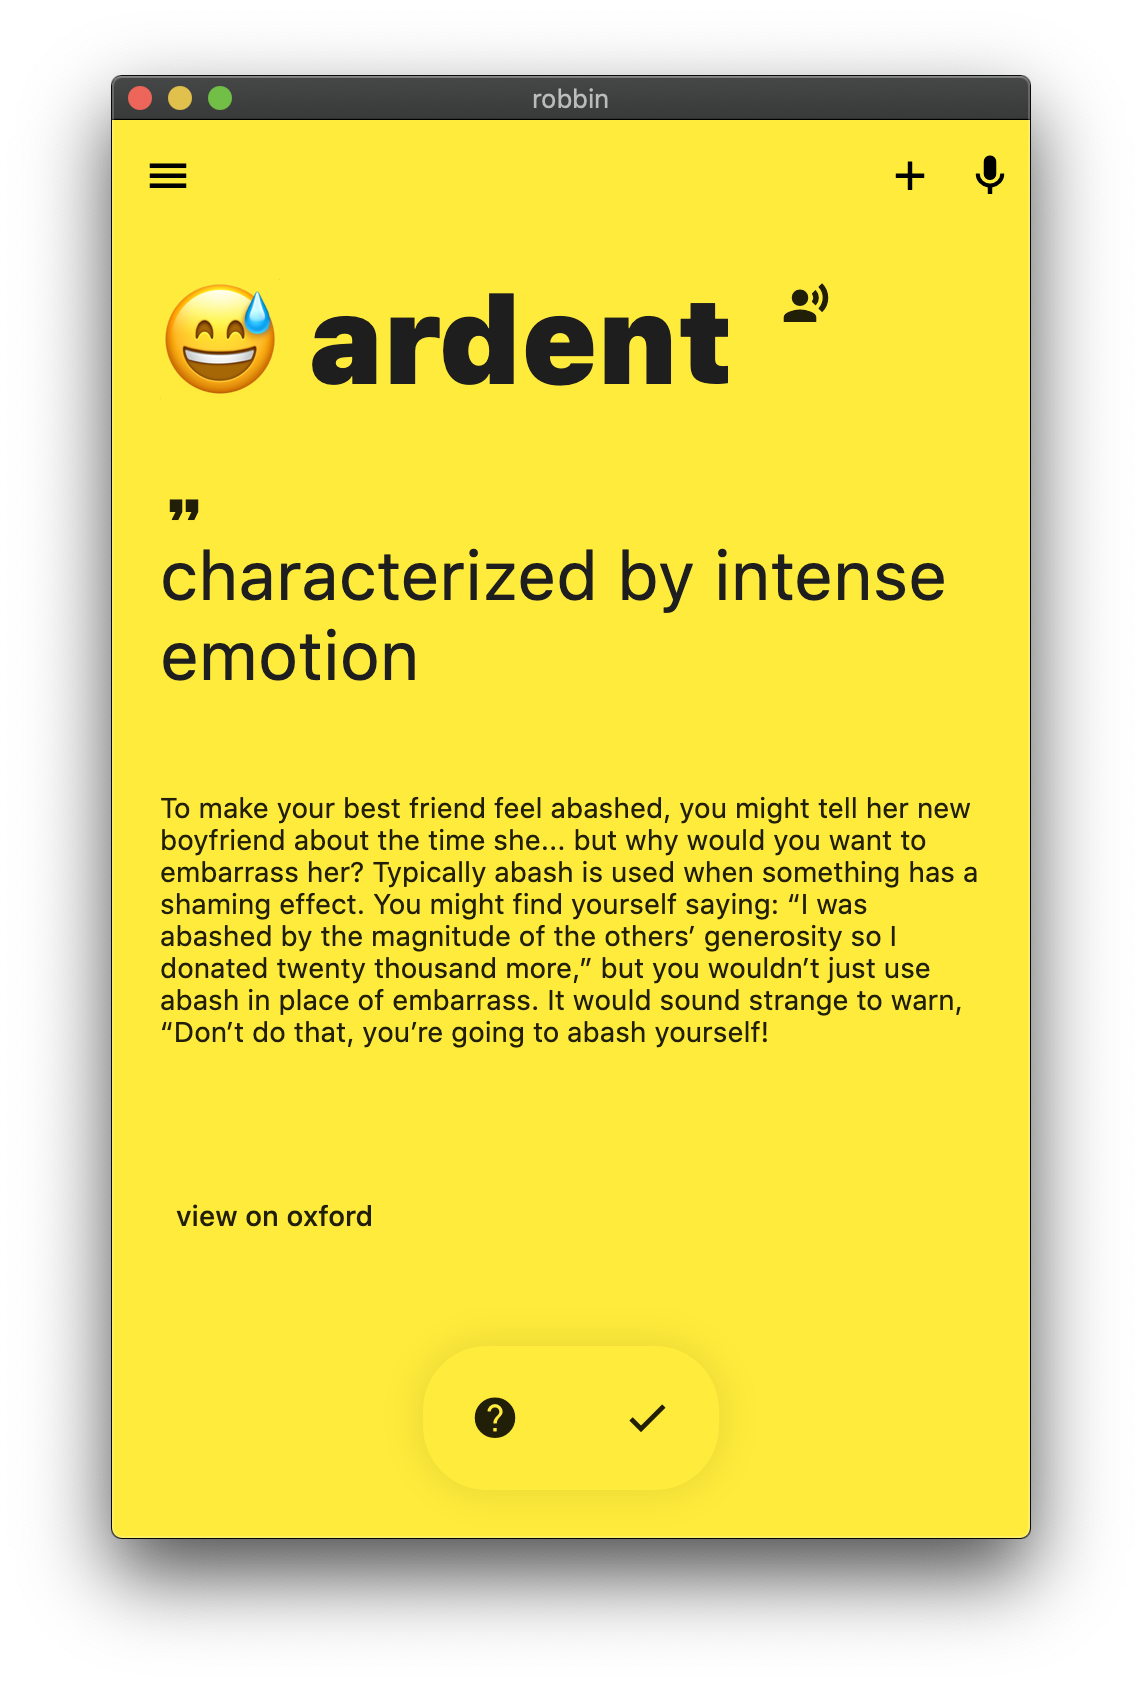 robbin
😅 ardent
”
characterized by intense
emotion
To make your best friend feel abashed, you might tell her new
boyfriend about the time she... but why would you want to
embarrass her? Typically abash is used when something has a
shaming effect. You might find yourself saying: “I was
abashed by the magnitude of the others’ generosity so I
donated twenty thousand more,” but you wouldn’t just use
abash in place of embarrass. It would sound strange to warn,
“Don’t do that, you’re going to abash yourself!
view on oxford